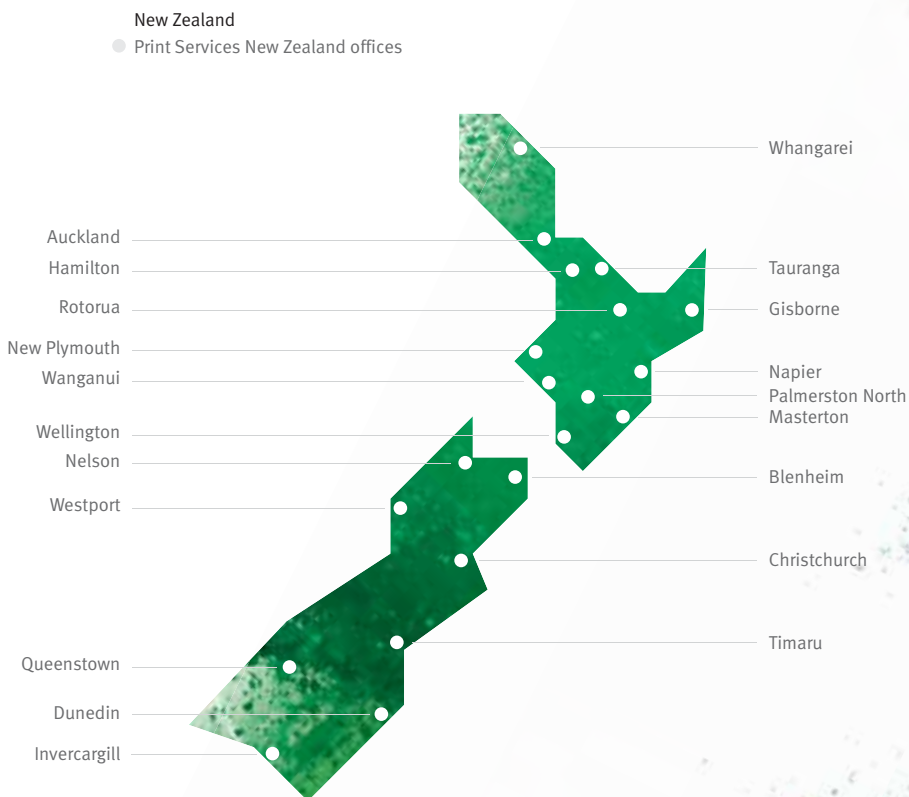 New Zealand
Print Services New Zealand offices
Whangarei
Auckland
Hamilton
Tauranga
Rotorua
Gisborne
New Plymouth
Wanganui
Napier
Palmerston North
Masterton
Wellington
Nelson
Blenheim
Westport
Christchurch
Timaru
Queenstown
Dunedin
Invercargill